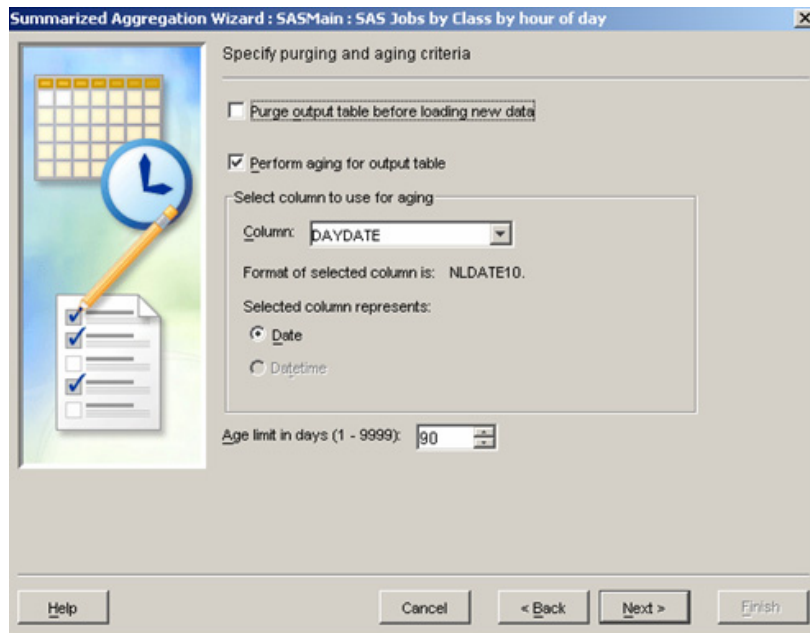 Summarized Aggregation Wizard : SASMain : SAS Jobs by Class by hour of day
Specify purging and aging criteria
Purge output table before loading new data
Perform aging for output table
Select column to use for aging
Column: DAYDATE
Format of selected column is: NLDATE10.
Selected column represents:
Date
Datetime
Age limit in days (1 - 9999): 90
Help Cancel < Back Next > Finish